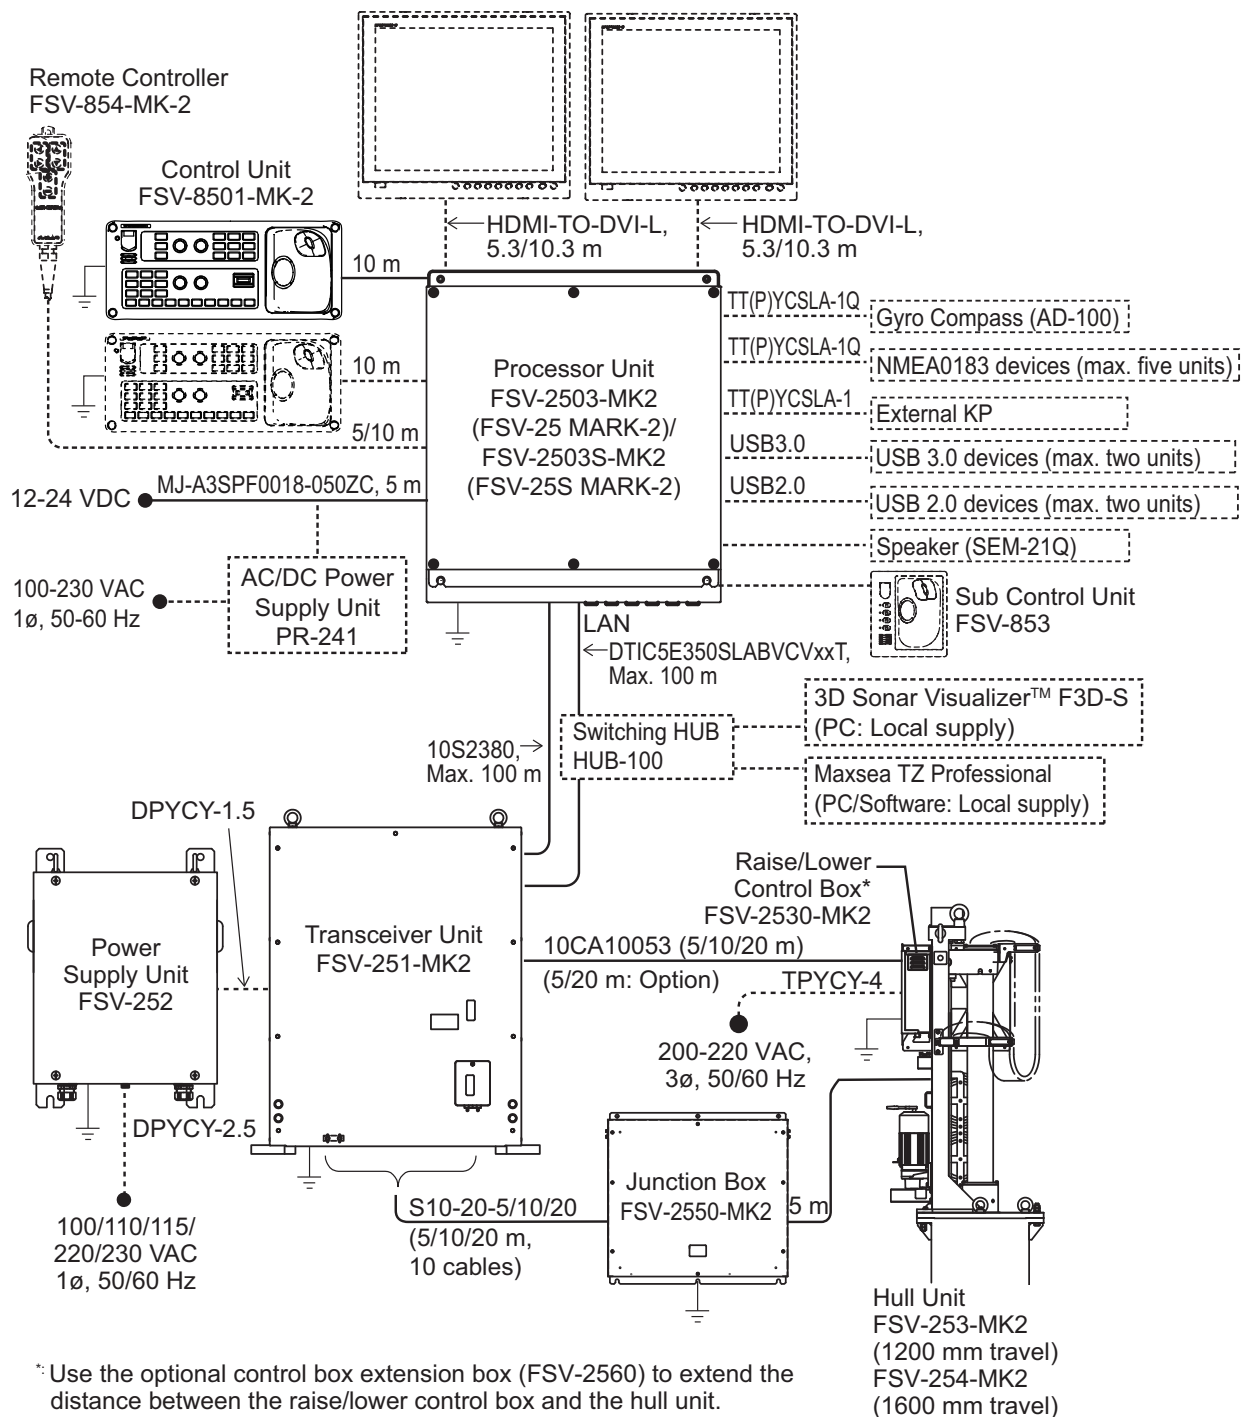 Remote Controller
FSV-854-MK-2
Control Unit
FSV-8501-MK-2
HDMI-TO-DVI-L,
5.3/10.3 m
HDMI-TO-DVI-L,
5.3/10.3 m
10 m
10 m
5/10 m
Processor Unit
FSV-2503-MK2
(FSV-25 MARK-2)/
FSV-2503S-MK2
(FSV-25S MARK-2)
TT(P)YCSLA-1Q
Gyro Compass (AD-100)
TT(P)YCSLA-1Q
NMEA0183 devices (max. five units)
TT(P)YCSLA-1
External KP
USB3.0
USB 3.0 devices (max. two units)
USB2.0
USB 2.0 devices (max. two units)
Speaker (SEM-21Q)
Sub Control Unit
FSV-853
12-24 VDC
MJ-A3SPF0018-050ZC, 5 m
100-230 VAC
1ø, 50-60 Hz
AC/DC Power
Supply Unit
PR-241
LAN
DTIC5E350SLABVCVxxT,
Max. 100 m
10S2380,
Max. 100 m
Switching HUB
HUB-100
3D Sonar Visualizer™ F3D-S
(PC: Local supply)
Maxsea TZ Professional
(PC/Software: Local supply)
DPYCY-1.5
Power
Supply Unit
FSV-252
DPYCY-2.5
100/110/115/
220/230 VAC
1ø, 50/60 Hz
Transceiver Unit
FSV-251-MK2
Raise/Lower
Control Box*
FSV-2530-MK2
10CA10053 (5/10/20 m)
(5/20 m: Option)
TPYCY-4
200-220 VAC,
3ø, 50/60 Hz
S10-20-5/10/20
(5/10/20 m,
10 cables)
Junction Box
FSV-2550-MK2
5 m
Hull Unit
FSV-253-MK2
(1200 mm travel)
FSV-254-MK2
(1600 mm travel)
*: Use the optional control box extension box (FSV-2560) to extend the
distance between the raise/lower control box and the hull unit.